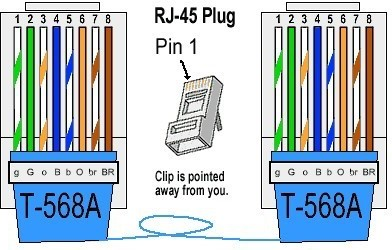 1 2 3 4 5 6 7 8
g G o B b O br BR
T-568A
RJ-45 Plug
Pin 1
Clip is pointed
away from you.
1 2 3 4 5 6 7 8
g G o B b O br BR
T-568A